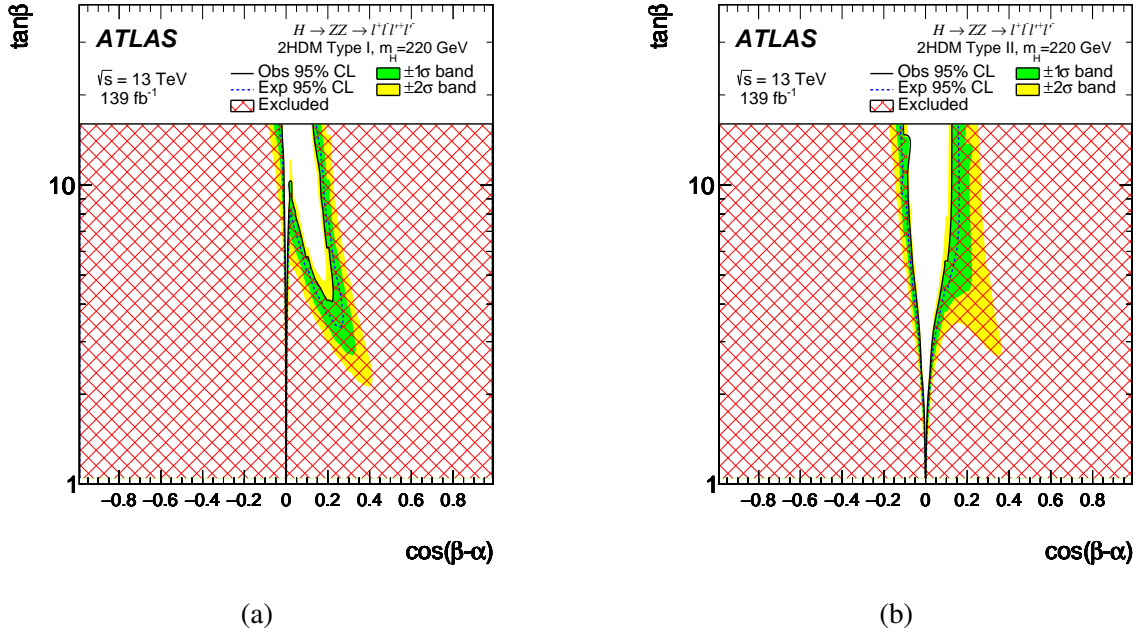 tanβ
ATLAS
H → ZZ → l⁺l⁻l'⁺l'⁻
2HDM Type I, m_H=220 GeV
√s = 13 TeV
139 fb⁻¹
Obs 95% CL
±1σ band
Exp 95% CL
±2σ band
Excluded
10
1
−0.8 −0.6 −0.4 −0.2 0 0.2 0.4 0.6 0.8
cos(β-α)
(a)
tanβ
ATLAS
H → ZZ → l⁺l⁻l'⁺l'⁻
2HDM Type II, m_H=220 GeV
√s = 13 TeV
139 fb⁻¹
Obs 95% CL
±1σ band
Exp 95% CL
±2σ band
Excluded
10
1
−0.8 −0.6 −0.4 −0.2 0 0.2 0.4 0.6 0.8
cos(β-α)
(b)